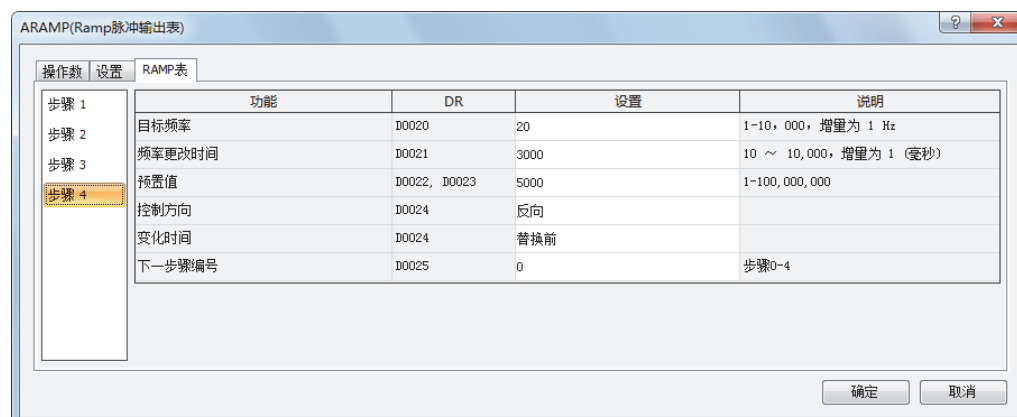 ARAMP(Ramp脉冲输出表)
操作数 设置 RAMP表
步骤 1
步骤 2
步骤 3
步骤 4
功能 DR 设置 说明
目标频率 D0020 20 1-10，000，增量为 1 Hz
频率更改时间 D0021 3000 10 ～ 10,000，增量为 1 (毫秒)
预置值 D0022, D0023 5000 1-100,000,000
控制方向 D0024 反向
变化时间 D0024 替换前
下一步骤编号 D0025 0 步骤0-4
确定 取消